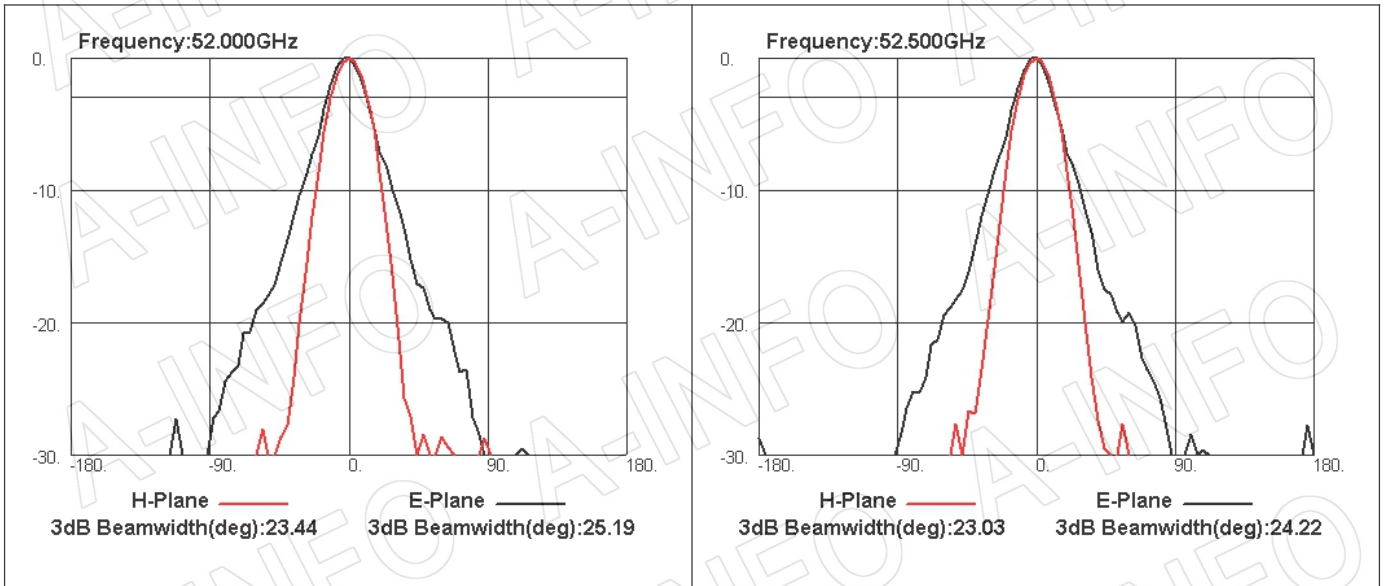 Frequency:52.000GHz
0.
-10.
-20.
-30.
-180. -90. 0. 90. 180.
H-Plane E-Plane
3dB Beamwidth(deg):23.44 3dB Beamwidth(deg):25.19
Frequency:52.500GHz
0.
-10.
-20.
-30.
-180. -90. 0. 90. 180.
H-Plane E-Plane
3dB Beamwidth(deg):23.03 3dB Beamwidth(deg):24.22
A-INFO
A-INFO
A-INFO
A-INFO
A-INFO
A-INFO